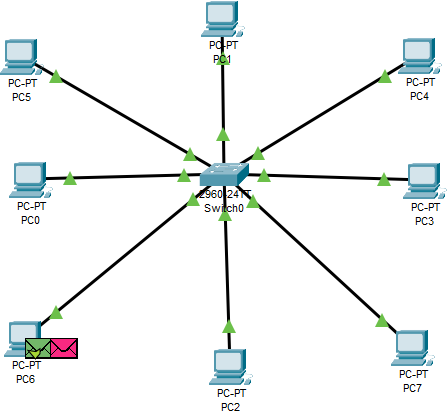 PC-PT
PC1
PC-PT
PC5
PC-PT
PC4
2960-24TT
Switch0
PC-PT
PC0
PC-PT
PC3
PC-PT
PC6
PC-PT
PC2
PC-PT
PC7